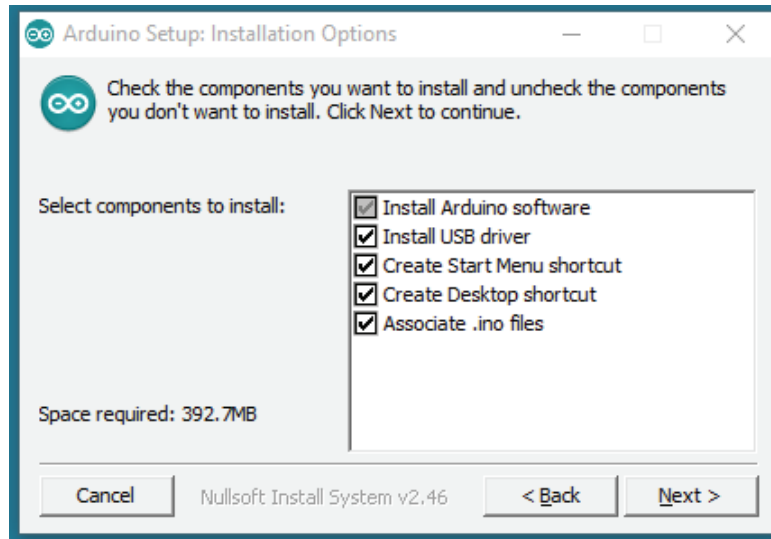 Arduino Setup: Installation Options
Check the components you want to install and uncheck the components
you don't want to install. Click Next to continue.
Select components to install:
Install Arduino software
Install USB driver
Create Start Menu shortcut
Create Desktop shortcut
Associate .ino files
Space required: 392.7MB
Cancel
Nullsoft Install System v2.46
< Back
Next >